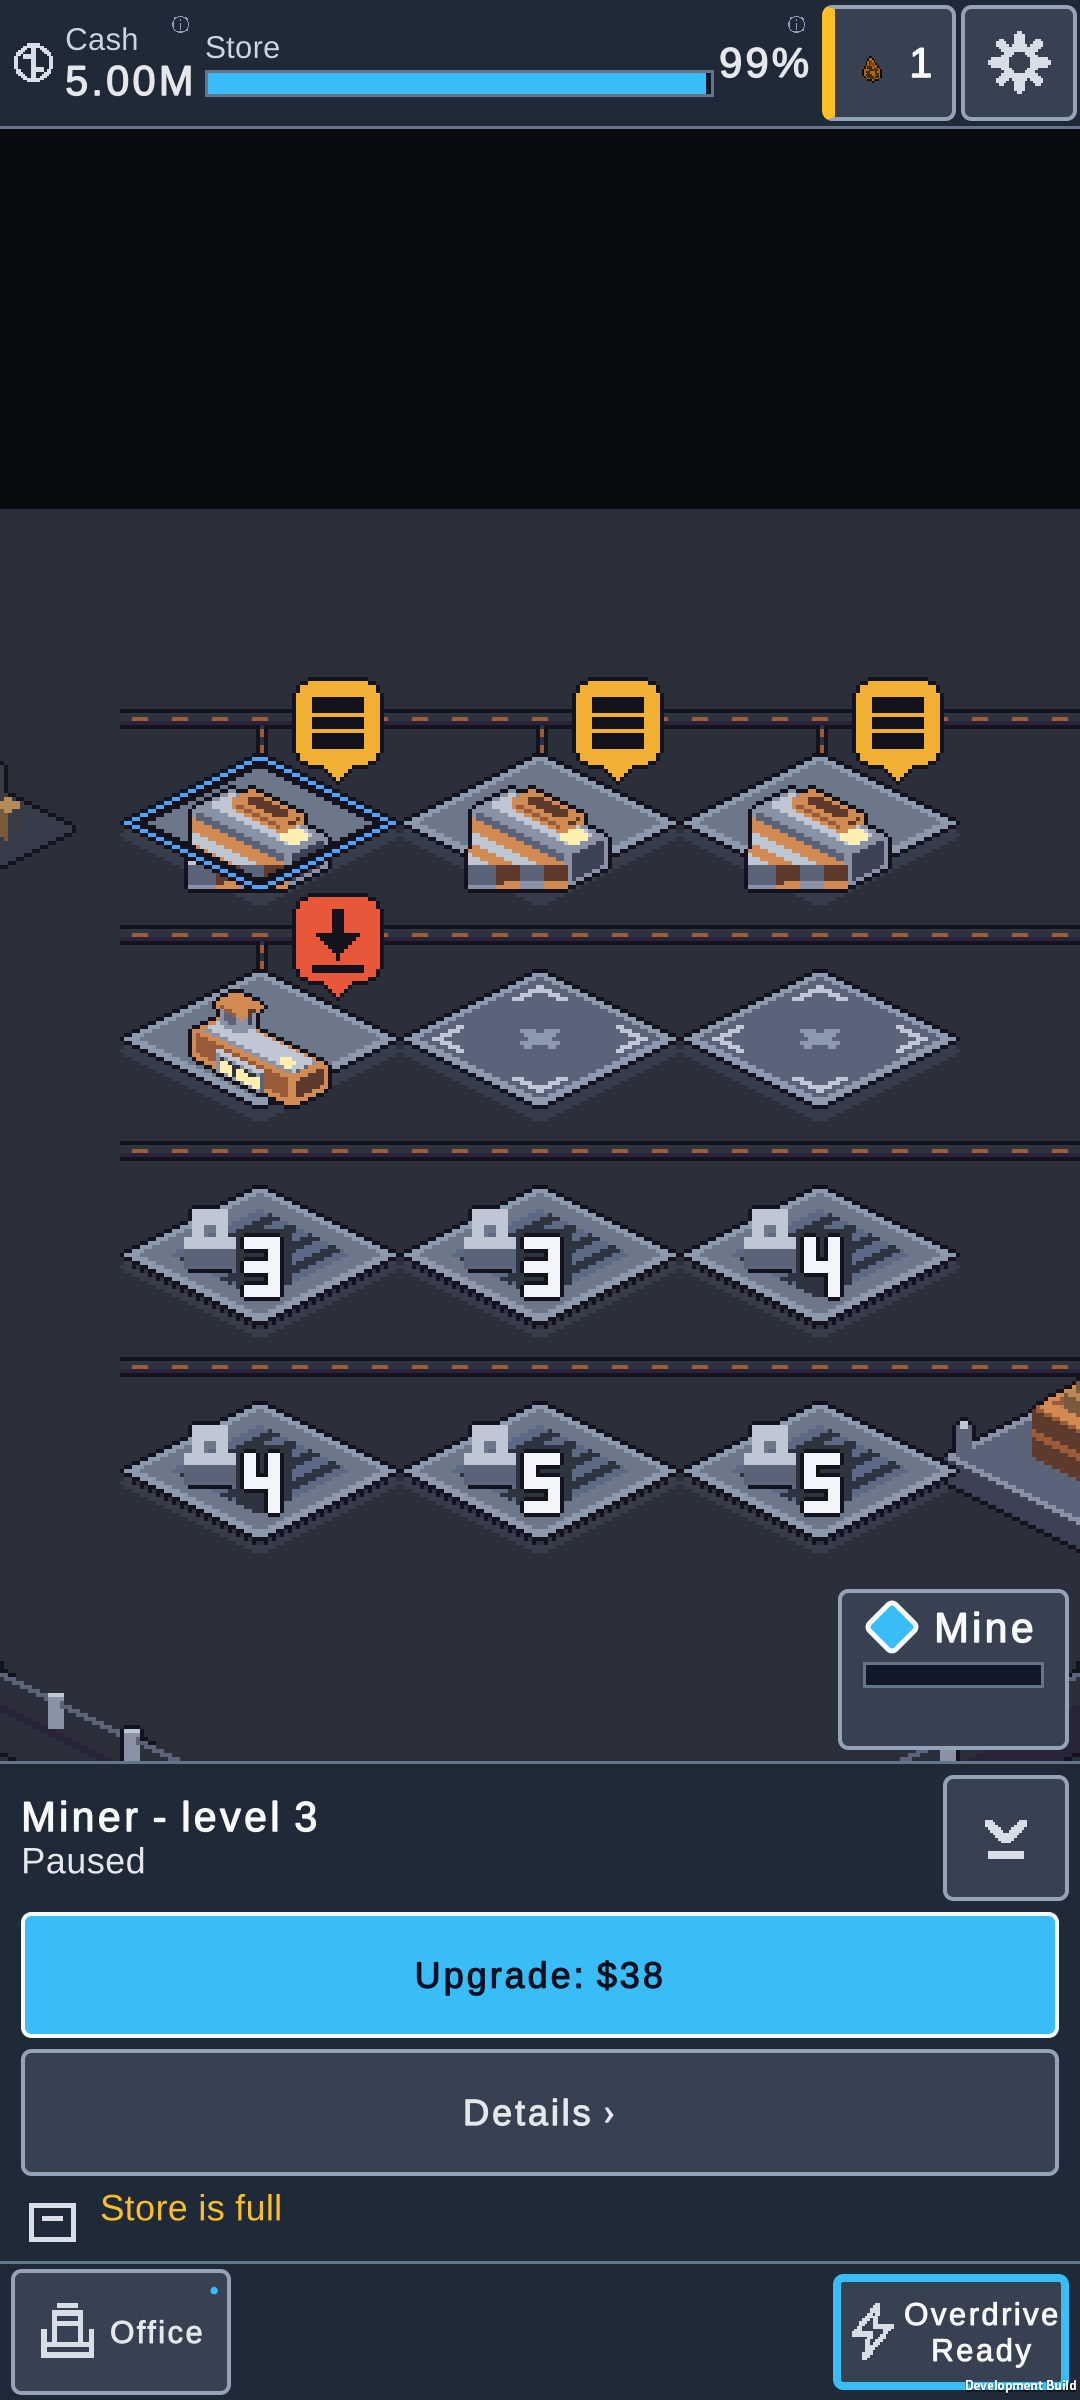 Cash
5.00M
Store
99%
1
3
3
4
4
5
5
Mine
Miner - level 3
Paused
Upgrade: $38
Details ›
Store is full
Office
Overdrive
Ready
Development Build